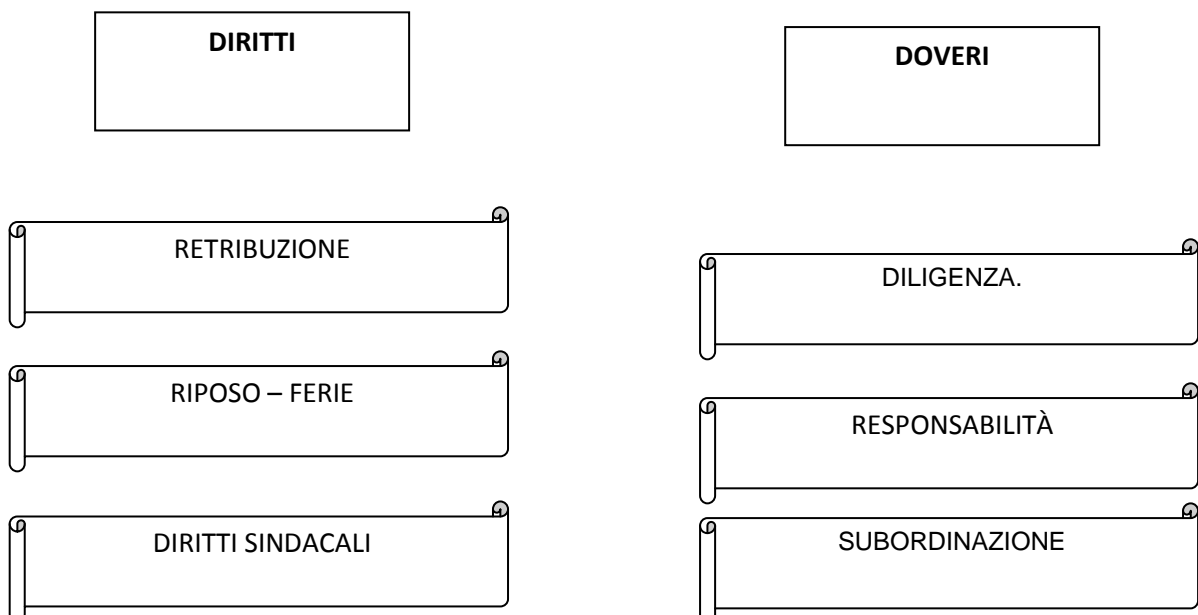 DIRITTI
RETRIBUZIONE
RIPOSO – FERIE
DIRITTI SINDACALI
DOVERI
DILIGENZA.
RESPONSABILITÀ
SUBORDINAZIONE